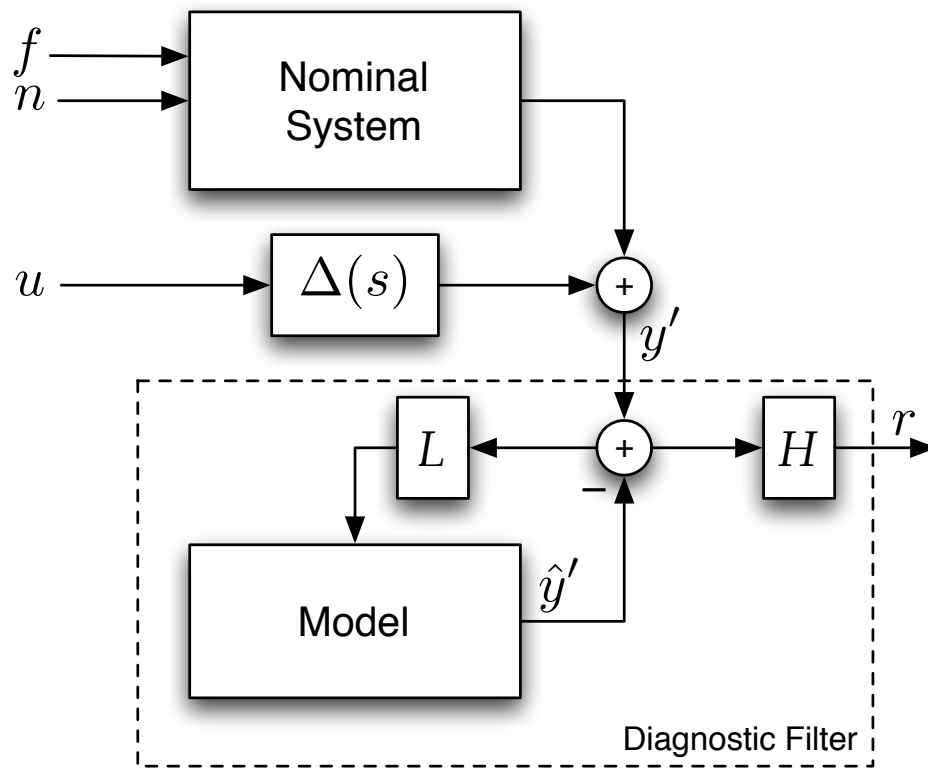 f
n
Nominal
System
u
Δ(s)
+
y′
L
+
−
H
r
ŷ′
Model
Diagnostic Filter